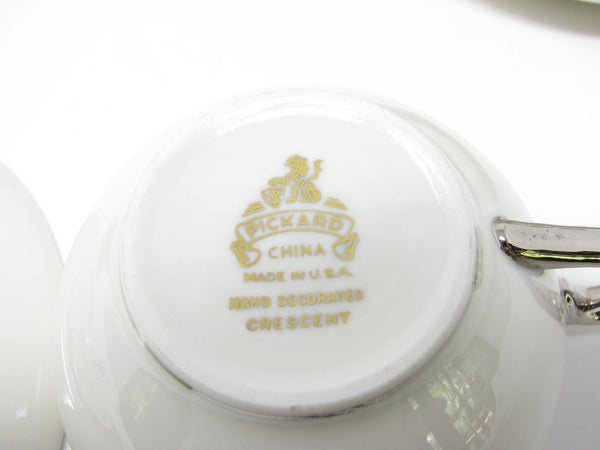 PICKARD
CHINA
MADE IN U.S.A.
HAND DECORATED
CRESCENT